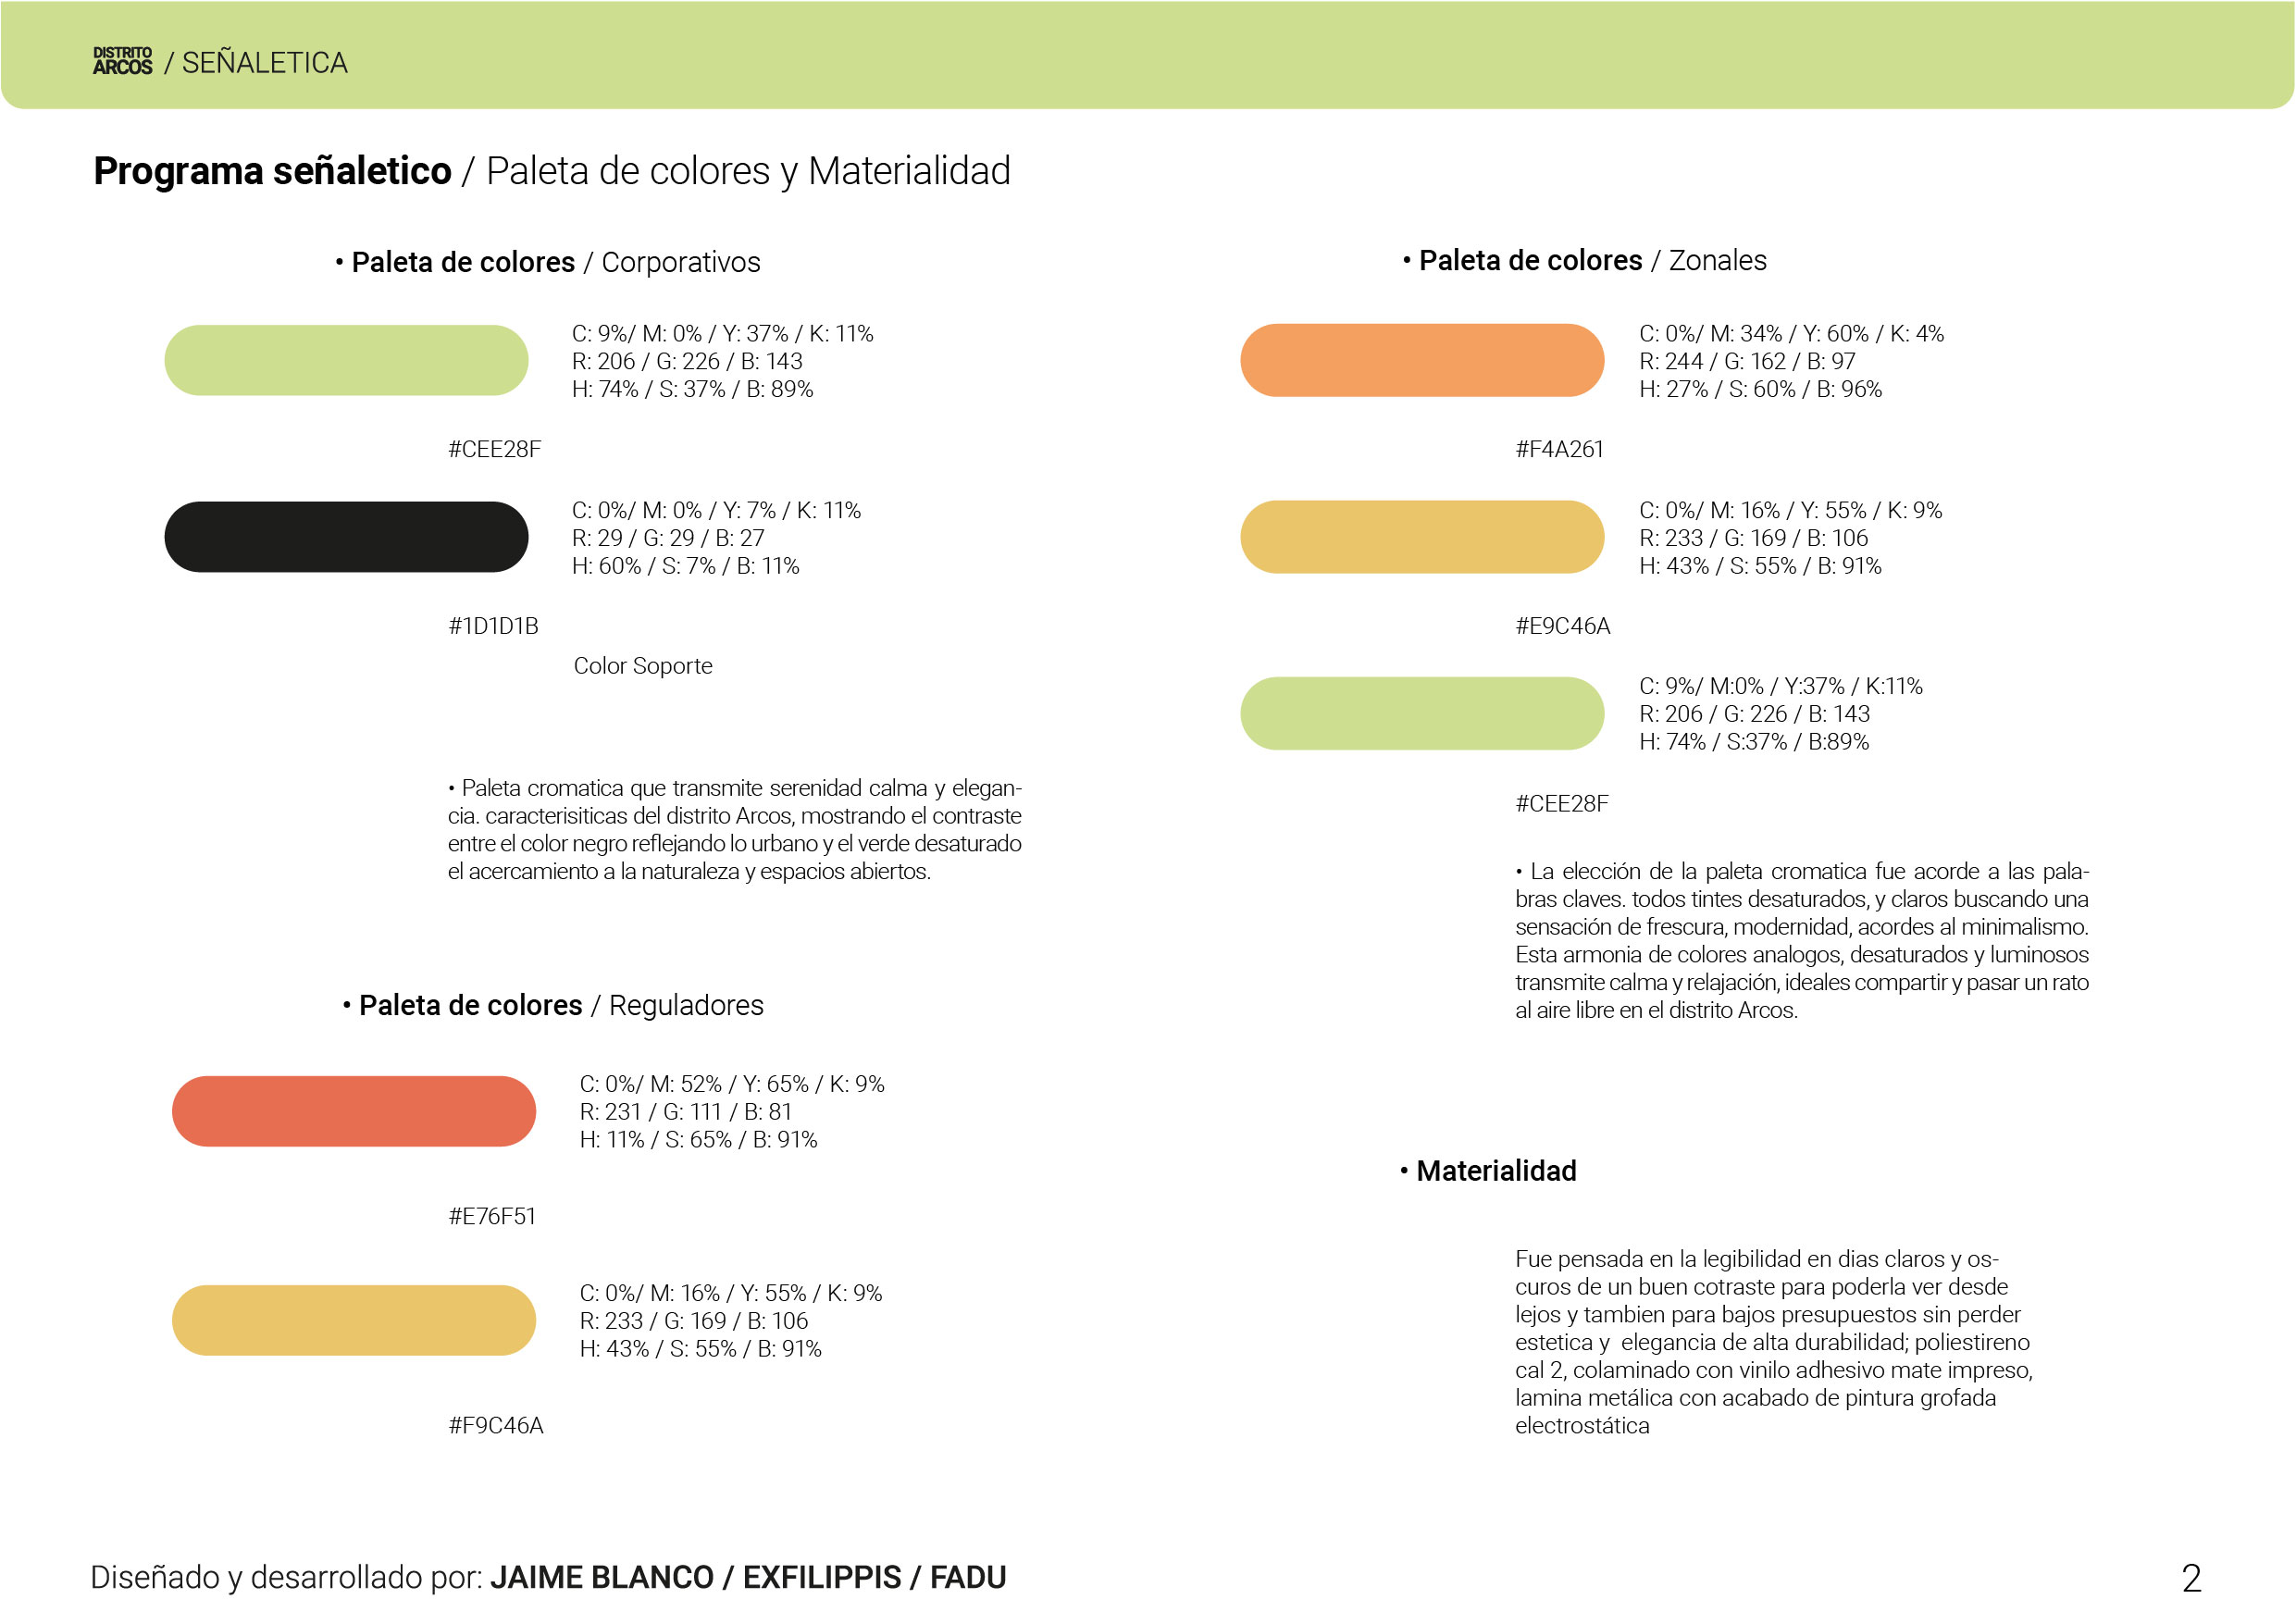 DISTRITO
ARCOS / SEÑALETICA
Programa señaletico / Paleta de colores y Materialidad
• Paleta de colores / Corporativos
C: 9%/ M: 0% / Y: 37% / K: 11%
R: 206 / G: 226 / B: 143
H: 74% / S: 37% / B: 89%
#CEE28F
C: 0%/ M: 0% / Y: 7% / K: 11%
R: 29 / G: 29 / B: 27
H: 60% / S: 7% / B: 11%
#1D1D1B
Color Soporte
• Paleta cromatica que transmite serenidad calma y elegan-
cia. caracterisiticas del distrito Arcos, mostrando el contraste
entre el color negro reflejando lo urbano y el verde desaturado
el acercamiento a la naturaleza y espacios abiertos.
• Paleta de colores / Reguladores
C: 0%/ M: 52% / Y: 65% / K: 9%
R: 231 / G: 111 / B: 81
H: 11% / S: 65% / B: 91%
#E76F51
C: 0%/ M: 16% / Y: 55% / K: 9%
R: 233 / G: 169 / B: 106
H: 43% / S: 55% / B: 91%
#F9C46A
• Paleta de colores / Zonales
C: 0%/ M: 34% / Y: 60% / K: 4%
R: 244 / G: 162 / B: 97
H: 27% / S: 60% / B: 96%
#F4A261
C: 0%/ M: 16% / Y: 55% / K: 9%
R: 233 / G: 169 / B: 106
H: 43% / S: 55% / B: 91%
#E9C46A
C: 9%/ M:0% / Y:37% / K:11%
R: 206 / G: 226 / B: 143
H: 74% / S:37% / B:89%
#CEE28F
• La elección de la paleta cromatica fue acorde a las pala-
bras claves. todos tintes desaturados, y claros buscando una
sensación de frescura, modernidad, acordes al minimalismo.
Esta armonia de colores analogos, desaturados y luminosos
transmite calma y relajación, ideales compartir y pasar un rato
al aire libre en el distrito Arcos.
• Materialidad
Fue pensada en la legibilidad en dias claros y os-
curos de un buen cotraste para poderla ver desde
lejos y tambien para bajos presupuestos sin perder
estetica y  elegancia de alta durabilidad; poliestireno
cal 2, colaminado con vinilo adhesivo mate impreso,
lamina metálica con acabado de pintura grofada
electrostática
Diseñado y desarrollado por: JAIME BLANCO / EXFILIPPIS / FADU
2